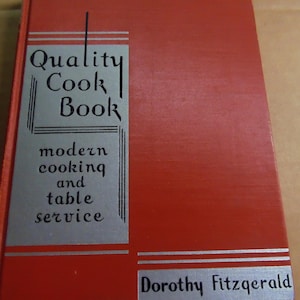 Quality
Cook
Book
modern
cooking
and
table
service
Dorothy Fitzgerald